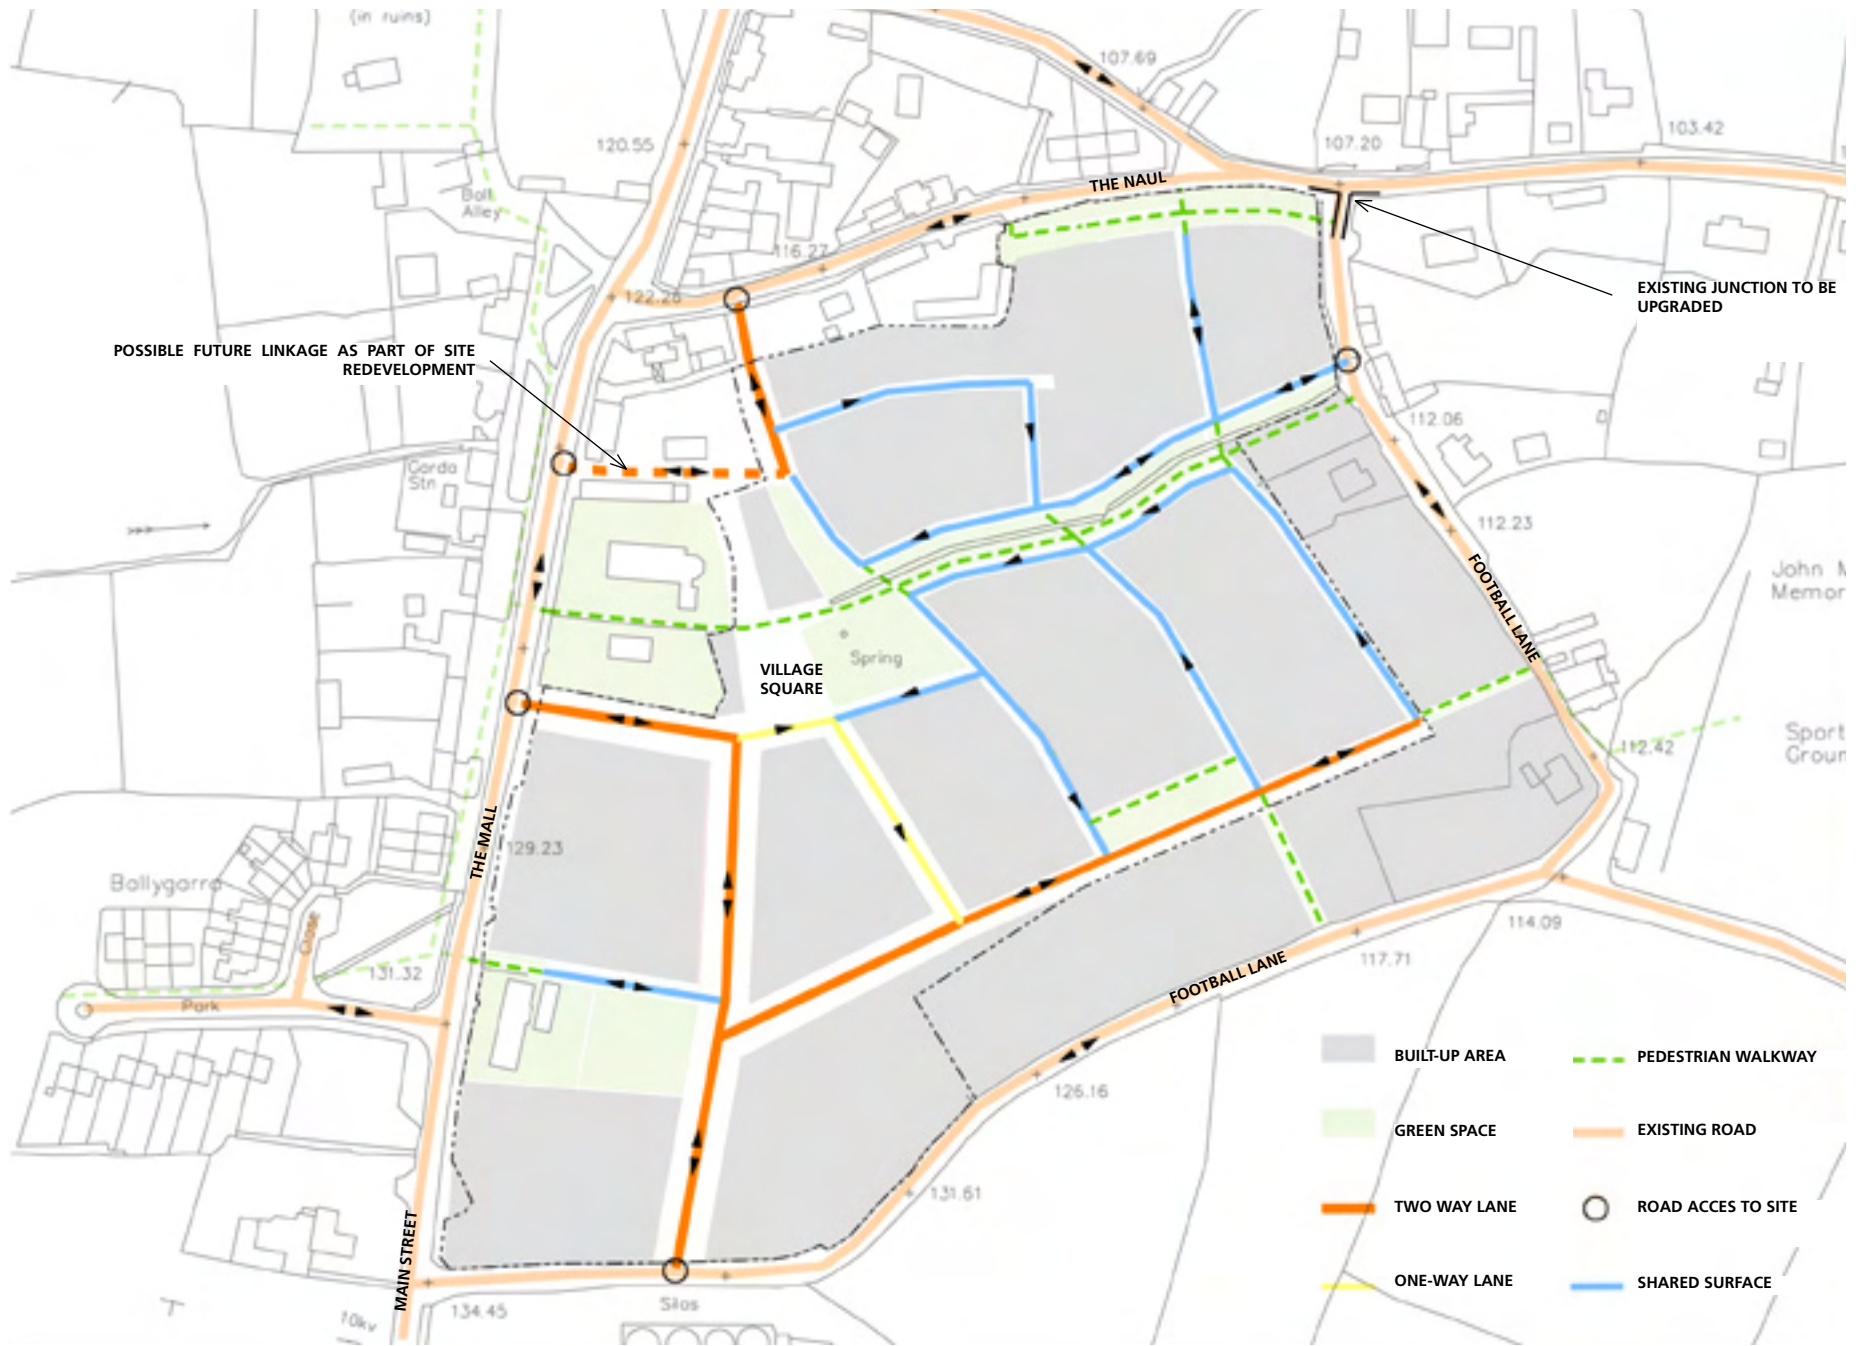 (in ruins)
107.69
120.55
107.20
103.42
Ball
Alley
THE NAUL
116.27
122.26
EXISTING JUNCTION TO BE
UPGRADED
POSSIBLE FUTURE LINKAGE AS PART OF SITE
REDEVELOPMENT
112.06
Garda
Stn
112.23
FOOTBALL LANE
John M
Memor
VILLAGE
SQUARE
Spring
112.42
Sport
Groun
THE MALL
129.23
Ballygarra
Close
131.32
Park
114.09
117.71
FOOTBALL LANE
126.16
131.61
BUILT-UP AREA
PEDESTRIAN WALKWAY
GREEN SPACE
EXISTING ROAD
TWO WAY LANE
ROAD ACCES TO SITE
ONE-WAY LANE
SHARED SURFACE
MAIN STREET
134.45
Silos
10kv